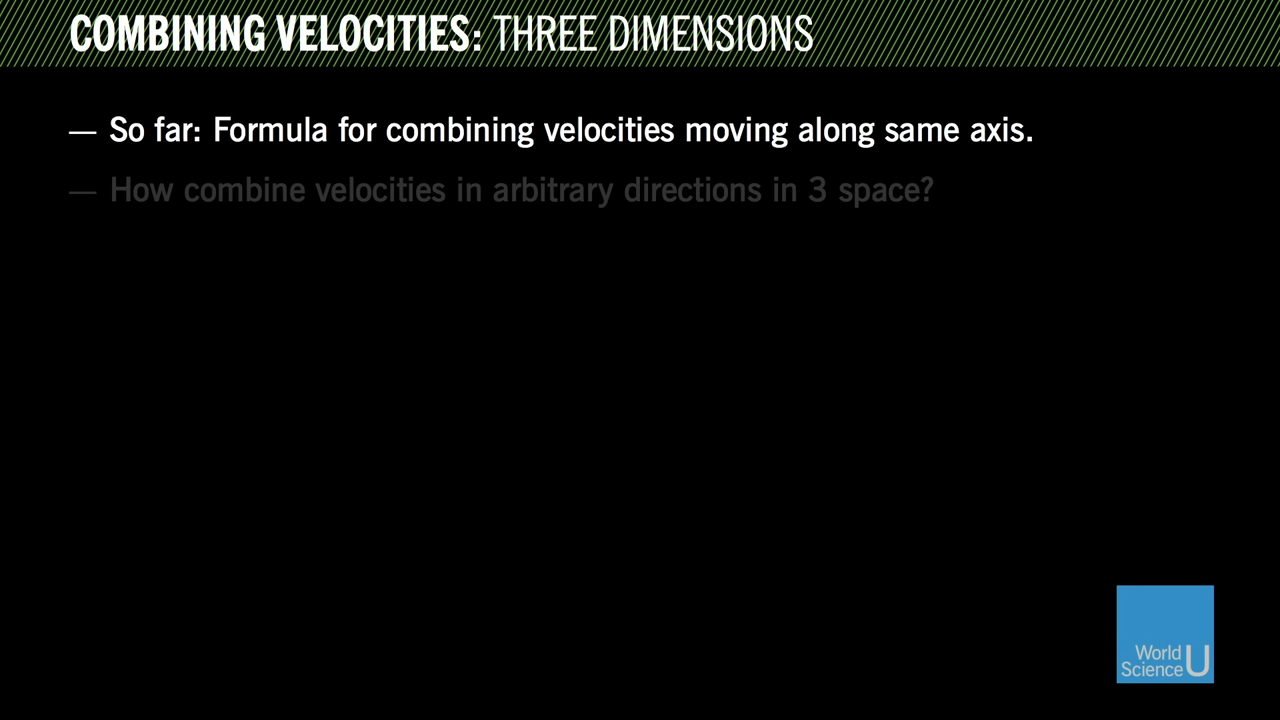 COMBINING VELOCITIES: THREE DIMENSIONS
— So far: Formula for combining velocities moving along same axis.
— How combine velocities in arbitrary directions in 3 space?
World
Science U